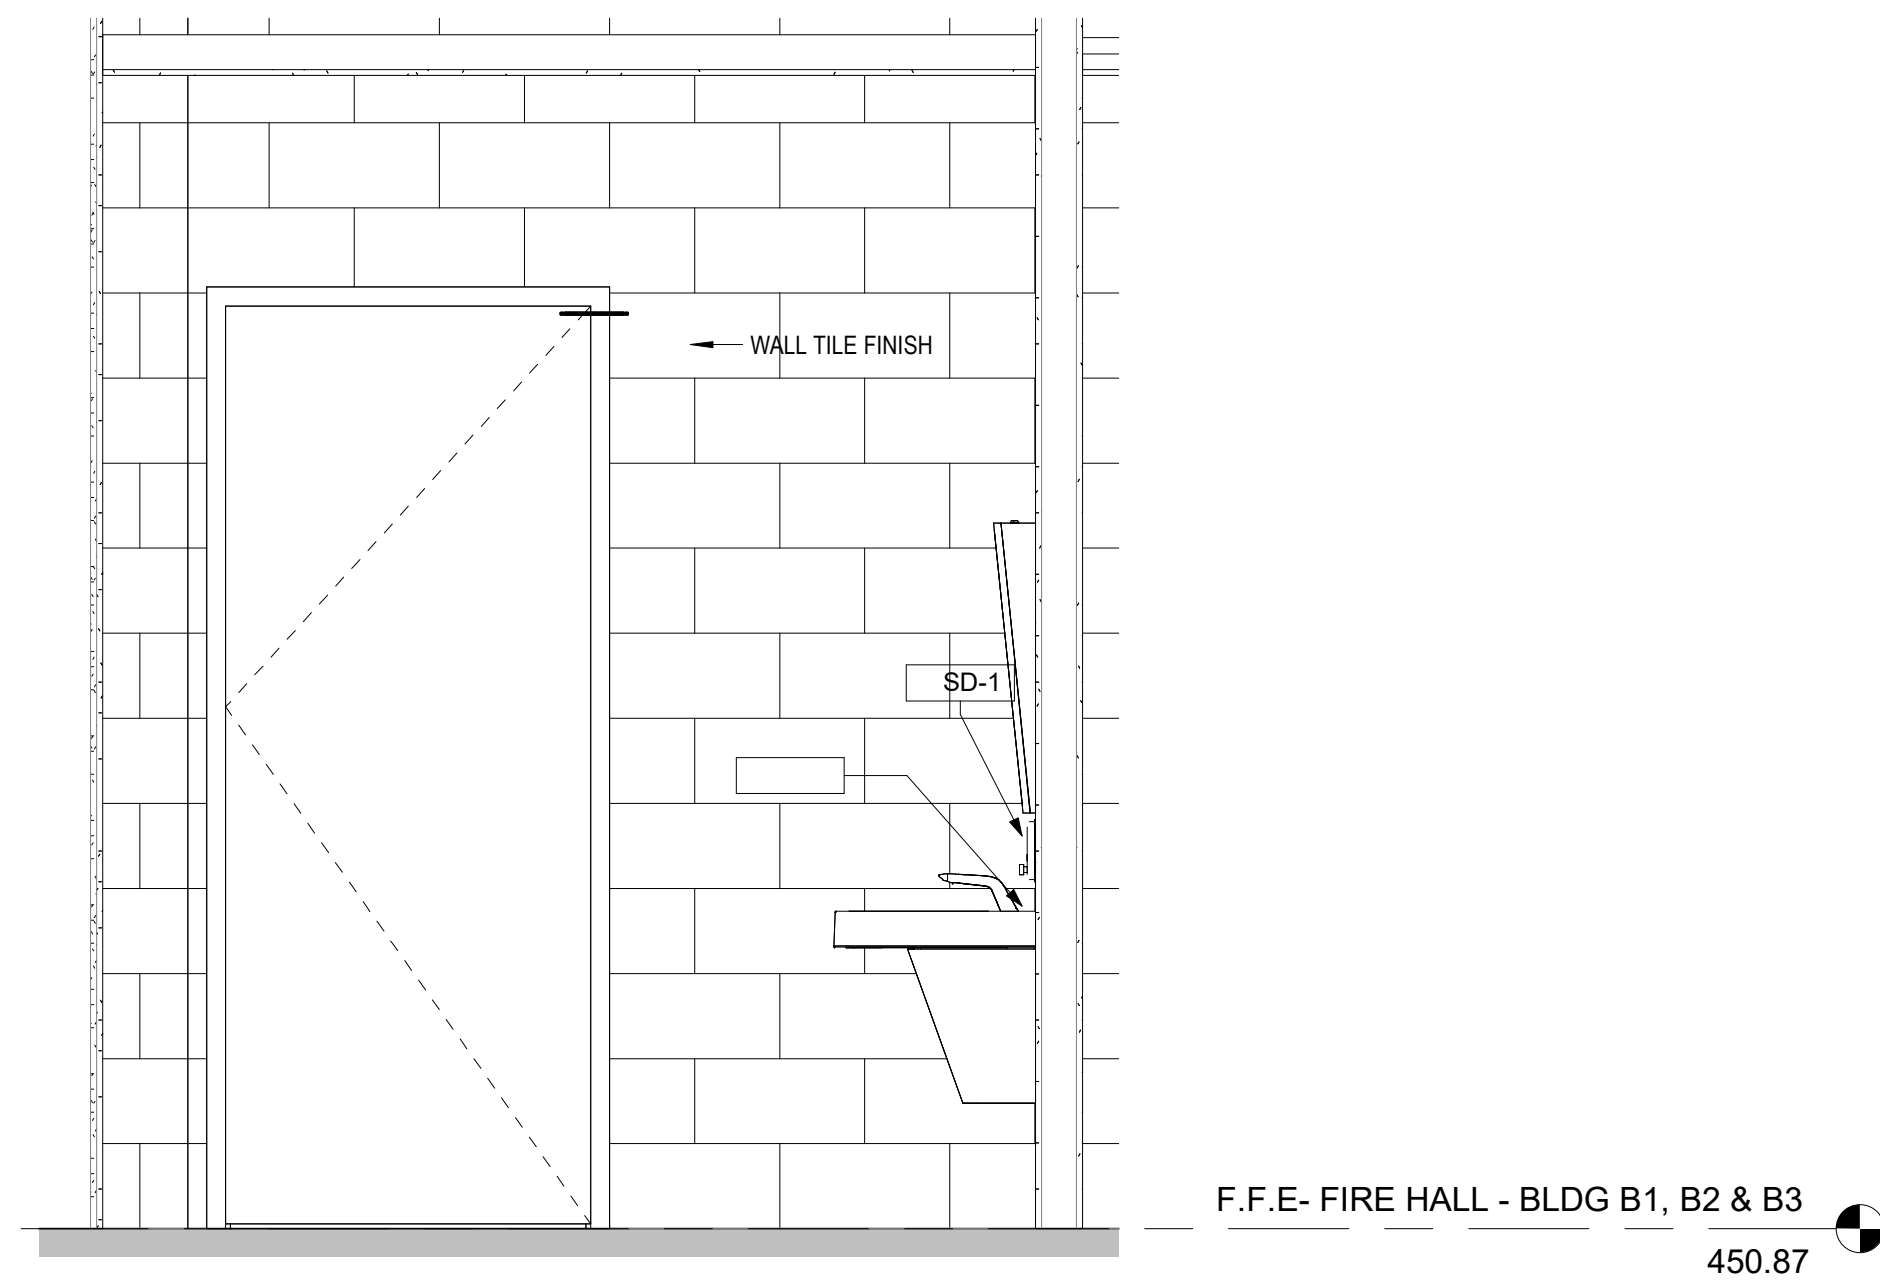 WALL TILE FINISH
SD-1
F.F.E- FIRE HALL - BLDG B1, B2 & B3
450.87